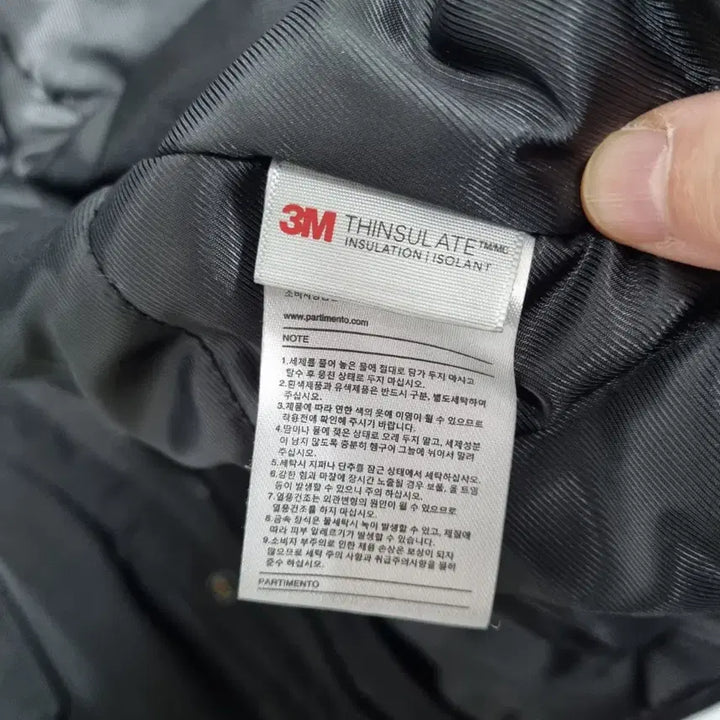 3M THINSULATE TM/MC
INSULATION | ISOLANT
www.partimento.com
NOTE
1.세제를 풀어 놓은 물에 절대로 담가 두지 마시고
탈수 후 뭉친 상태로 두지 마십시오.
2.흰색제품과 유색제품은 반드시 구분, 별도세탁하여
주십시오.
3.제품에 따라 연한 색의 옷에 이염이 될 수 있으므로
착용전에 확인해 주시기 바랍니다.
4.땀이나 물에 젖은 상태로 오래 두지 말고, 세제성분
이 남지 않도록 충분히 헹구어 그늘에 뉘어서 말려
주십시오.
5.세탁시 지퍼나 단추를 잠근 상태에서 세탁하십시오.
6.강한 힘과 마찰에 장시간 노출될 경우 보풀, 올 트임
등이 발생할 수 있으니 주의 하십시오.
7.열풍건조는 외관변형의 원인이 될 수 있으므로
열풍건조를 하지 마십시오.
8.금속 장식은 물세탁시 녹이 발생할 수 있고, 체질에
따라 피부 알레르기가 발생할 수 있습니다.
9.소비자 부주의로 인한 제품 손상은 보상이 되지
않으므로 세탁 주의 사항과 취급주의사항을 필히
준수 하십시오.
PARTIMENTO